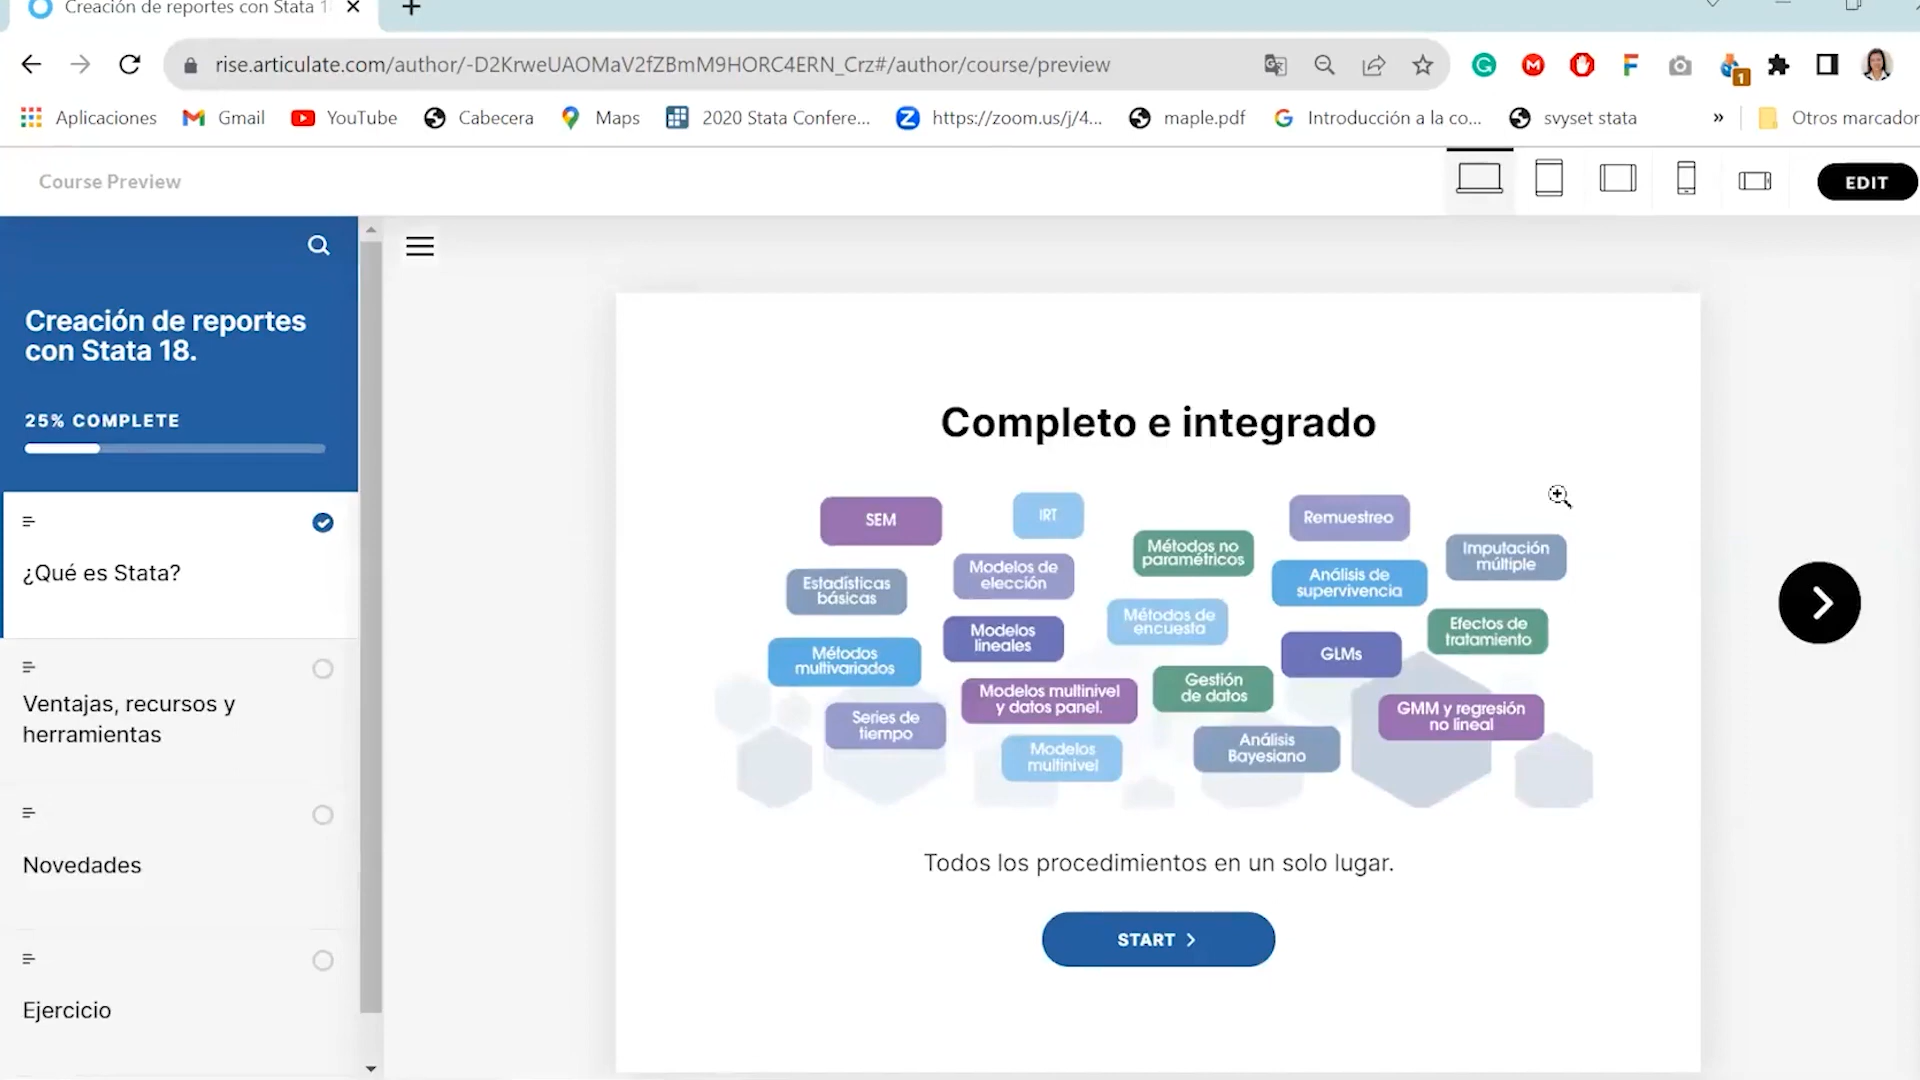 Creación de reportes con Stata 1
rise.articulate.com/author/-D2KrweUAOMaV2fZBmM9HORC4ERN_Crz#/author/course/preview
1
Aplicaciones
Gmail
YouTube
Cabecera
Maps
2020 Stata Confere...
https://zoom.us/j/4...
maple.pdf
Introducción a la co...
svyset stata
»
Otros marcador
Course Preview
EDIT
Creación de reportes
con Stata 18.
25% COMPLETE
¿Qué es Stata?
Ventajas, recursos y
herramientas
Novedades
Ejercicio
Completo e integrado
SEM
IRT
Remuestreo
Métodos no
paramétricos
Imputación
múltiple
Modelos de
elección
Estadísticas
básicas
Análisis de
supervivencia
Métodos de
encuesta
Modelos
lineales
Efectos de
tratamiento
Métodos
multivariados
GLMs
Gestión
de datos
Modelos multinivel
y datos panel.
GMM y regresión
no lineal
Series de
tiempo
Análisis
Bayesiano
Modelos
multinivel
Todos los procedimientos en un solo lugar.
START